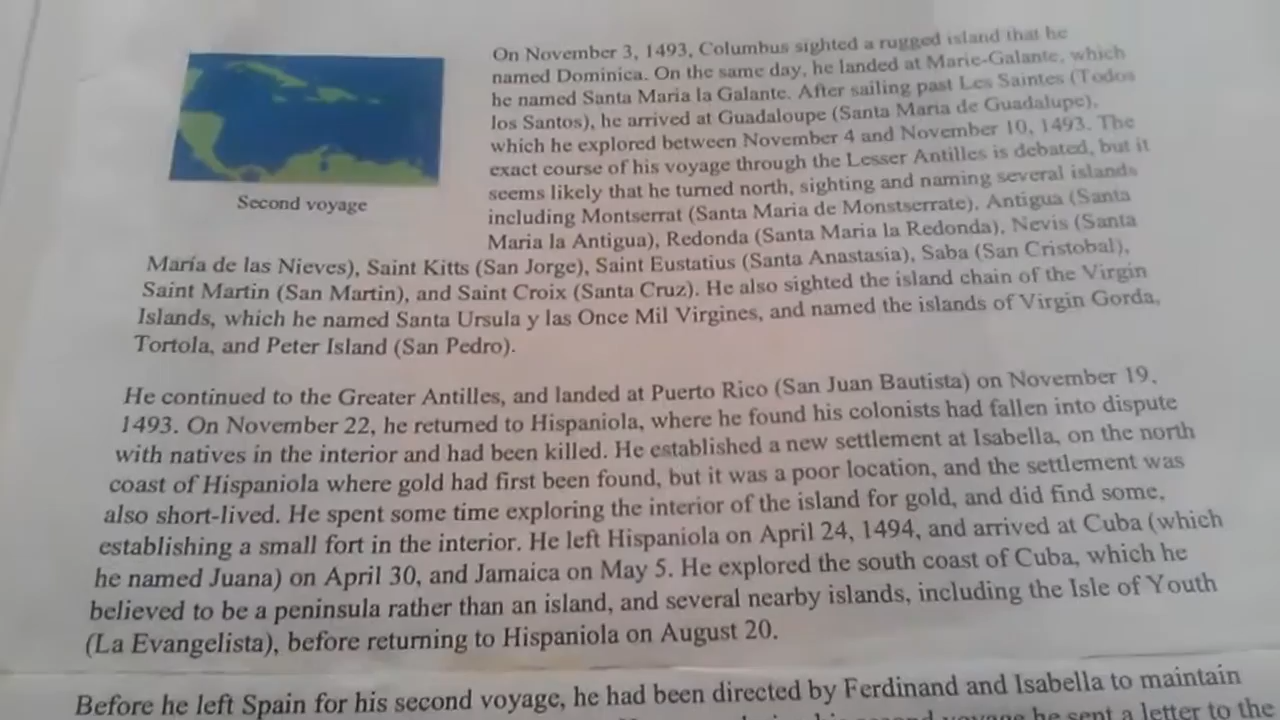 On November 3, 1493, Columbus sighted a rugged island that he
named Dominica. On the same day, he landed at Marie-Galante, which
he named Santa Maria la Galante. After sailing past Les Saintes (Todos
los Santos), he arrived at Guadaloupe (Santa Maria de Guadalupe),
which he explored between November 4 and November 10, 1493. The
exact course of his voyage through the Lesser Antilles is debated, but it
seems likely that he turned north, sighting and naming several islands
including Montserrat (Santa Maria de Monstserrate), Antigua (Santa
Maria la Antigua), Redonda (Santa Maria la Redonda), Nevis (Santa
Second voyage
María de las Nieves), Saint Kitts (San Jorge), Saint Eustatius (Santa Anastasia), Saba (San Cristobal),
Saint Martin (San Martin), and Saint Croix (Santa Cruz). He also sighted the island chain of the Virgin
Islands, which he named Santa Ursula y las Once Mil Virgines, and named the islands of Virgin Gorda,
Tortola, and Peter Island (San Pedro).
He continued to the Greater Antilles, and landed at Puerto Rico (San Juan Bautista) on November 19,
1493. On November 22, he returned to Hispaniola, where he found his colonists had fallen into dispute
with natives in the interior and had been killed. He established a new settlement at Isabella, on the north
coast of Hispaniola where gold had first been found, but it was a poor location, and the settlement was
also short-lived. He spent some time exploring the interior of the island for gold, and did find some,
establishing a small fort in the interior. He left Hispaniola on April 24, 1494, and arrived at Cuba (which
he named Juana) on April 30, and Jamaica on May 5. He explored the south coast of Cuba, which he
believed to be a peninsula rather than an island, and several nearby islands, including the Isle of Youth
(La Evangelista), before returning to Hispaniola on August 20.
Before he left Spain for his second voyage, he had been directed by Ferdinand and Isabella to maintain
voyage he sent a letter to the